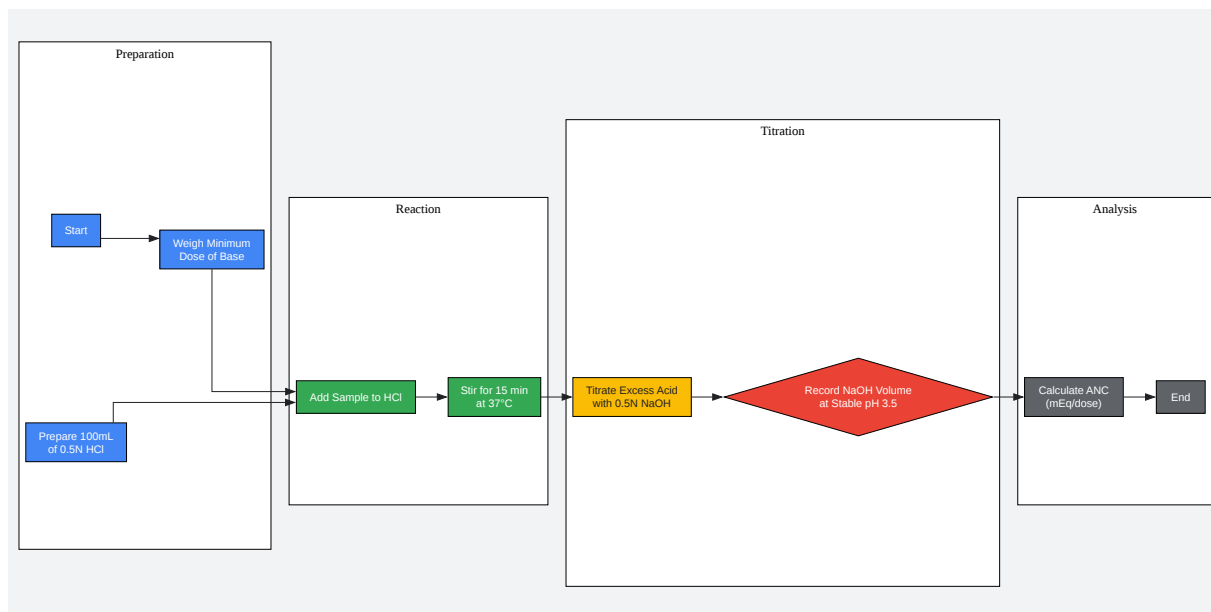 Preparation
Start
Weigh Minimum
Dose of Base
Prepare 100mL
of 0.5N HCl
Reaction
Add Sample to HCl
Stir for 15 min
at 37°C
Titration
Titrate Excess Acid
with 0.5N NaOH
Record NaOH Volume
at Stable pH 3.5
Analysis
Calculate ANC
(mEq/dose)
End